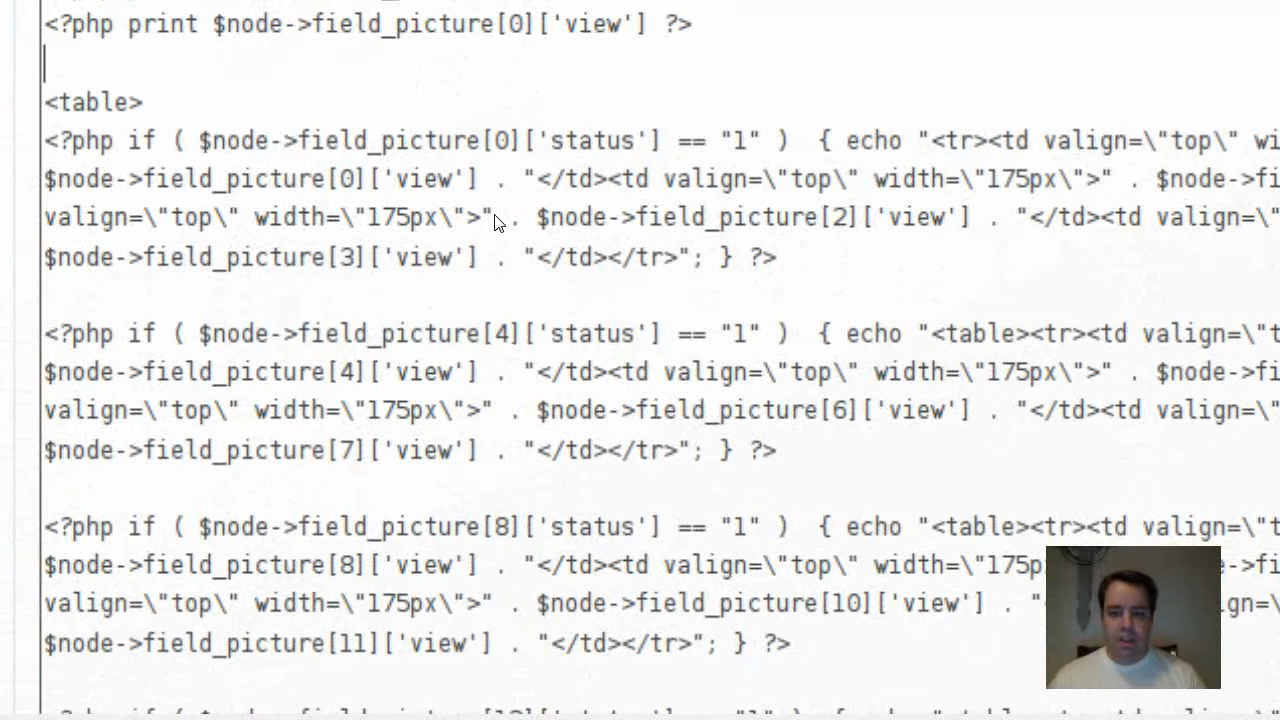 <?php print $node->field_picture[0]['view'] ?>
<table>
<?php if ( $node->field_picture[0]['status'] == "1" )  { echo "<tr><td valign=\"top\" wi
$node->field_picture[0]['view'] . "</td><td valign=\"top\" width=\"175px\">" . $node->fi
valign=\"top\" width=\"175px\">" . $node->field_picture[2]['view'] . "</td><td valign=\"
$node->field_picture[3]['view'] . "</td></tr>"; } ?>
<?php if ( $node->field_picture[4]['status'] == "1" )  { echo "<table><tr><td valign=\"t
$node->field_picture[4]['view'] . "</td><td valign=\"top\" width=\"175px\">" . $node->fi
valign=\"top\" width=\"175px\">" . $node->field_picture[6]['view'] . "</td><td valign=\"
$node->field_picture[7]['view'] . "</td></tr>"; } ?>
<?php if ( $node->field_picture[8]['status'] == "1" )  { echo "<table><tr><td valign=\"t
$node->field_picture[8]['view'] . "</td><td valign=\"top\" width=\"175p e->fi
valign=\"top\" width=\"175px\">" . $node->field_picture[10]['view'] . " gn=\
$node->field_picture[11]['view'] . "</td></tr>"; } ?>